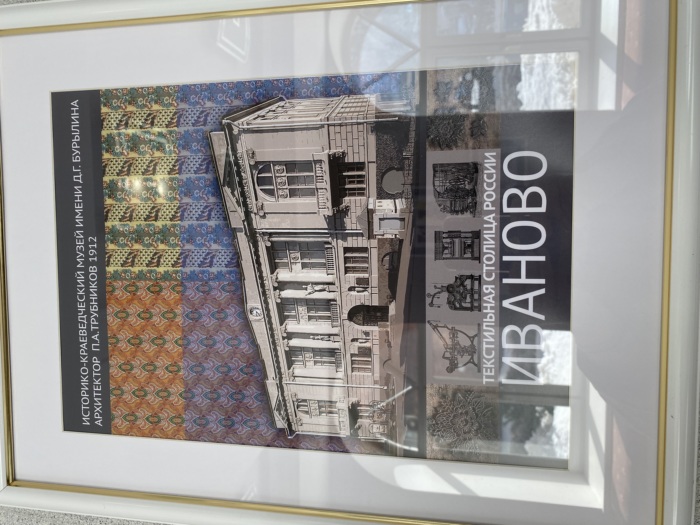 ИСТОРИКО-КРАЕВЕДЧЕСКИЙ МУЗЕЙ ИМЕНИ Д.Г. БУРЫЛИНА
АРХИТЕКТОР П.А.ТРУБНИКОВ 1912
ТЕКСТИЛЬНАЯ СТОЛИЦА РОССИИ
ИВАНОВО